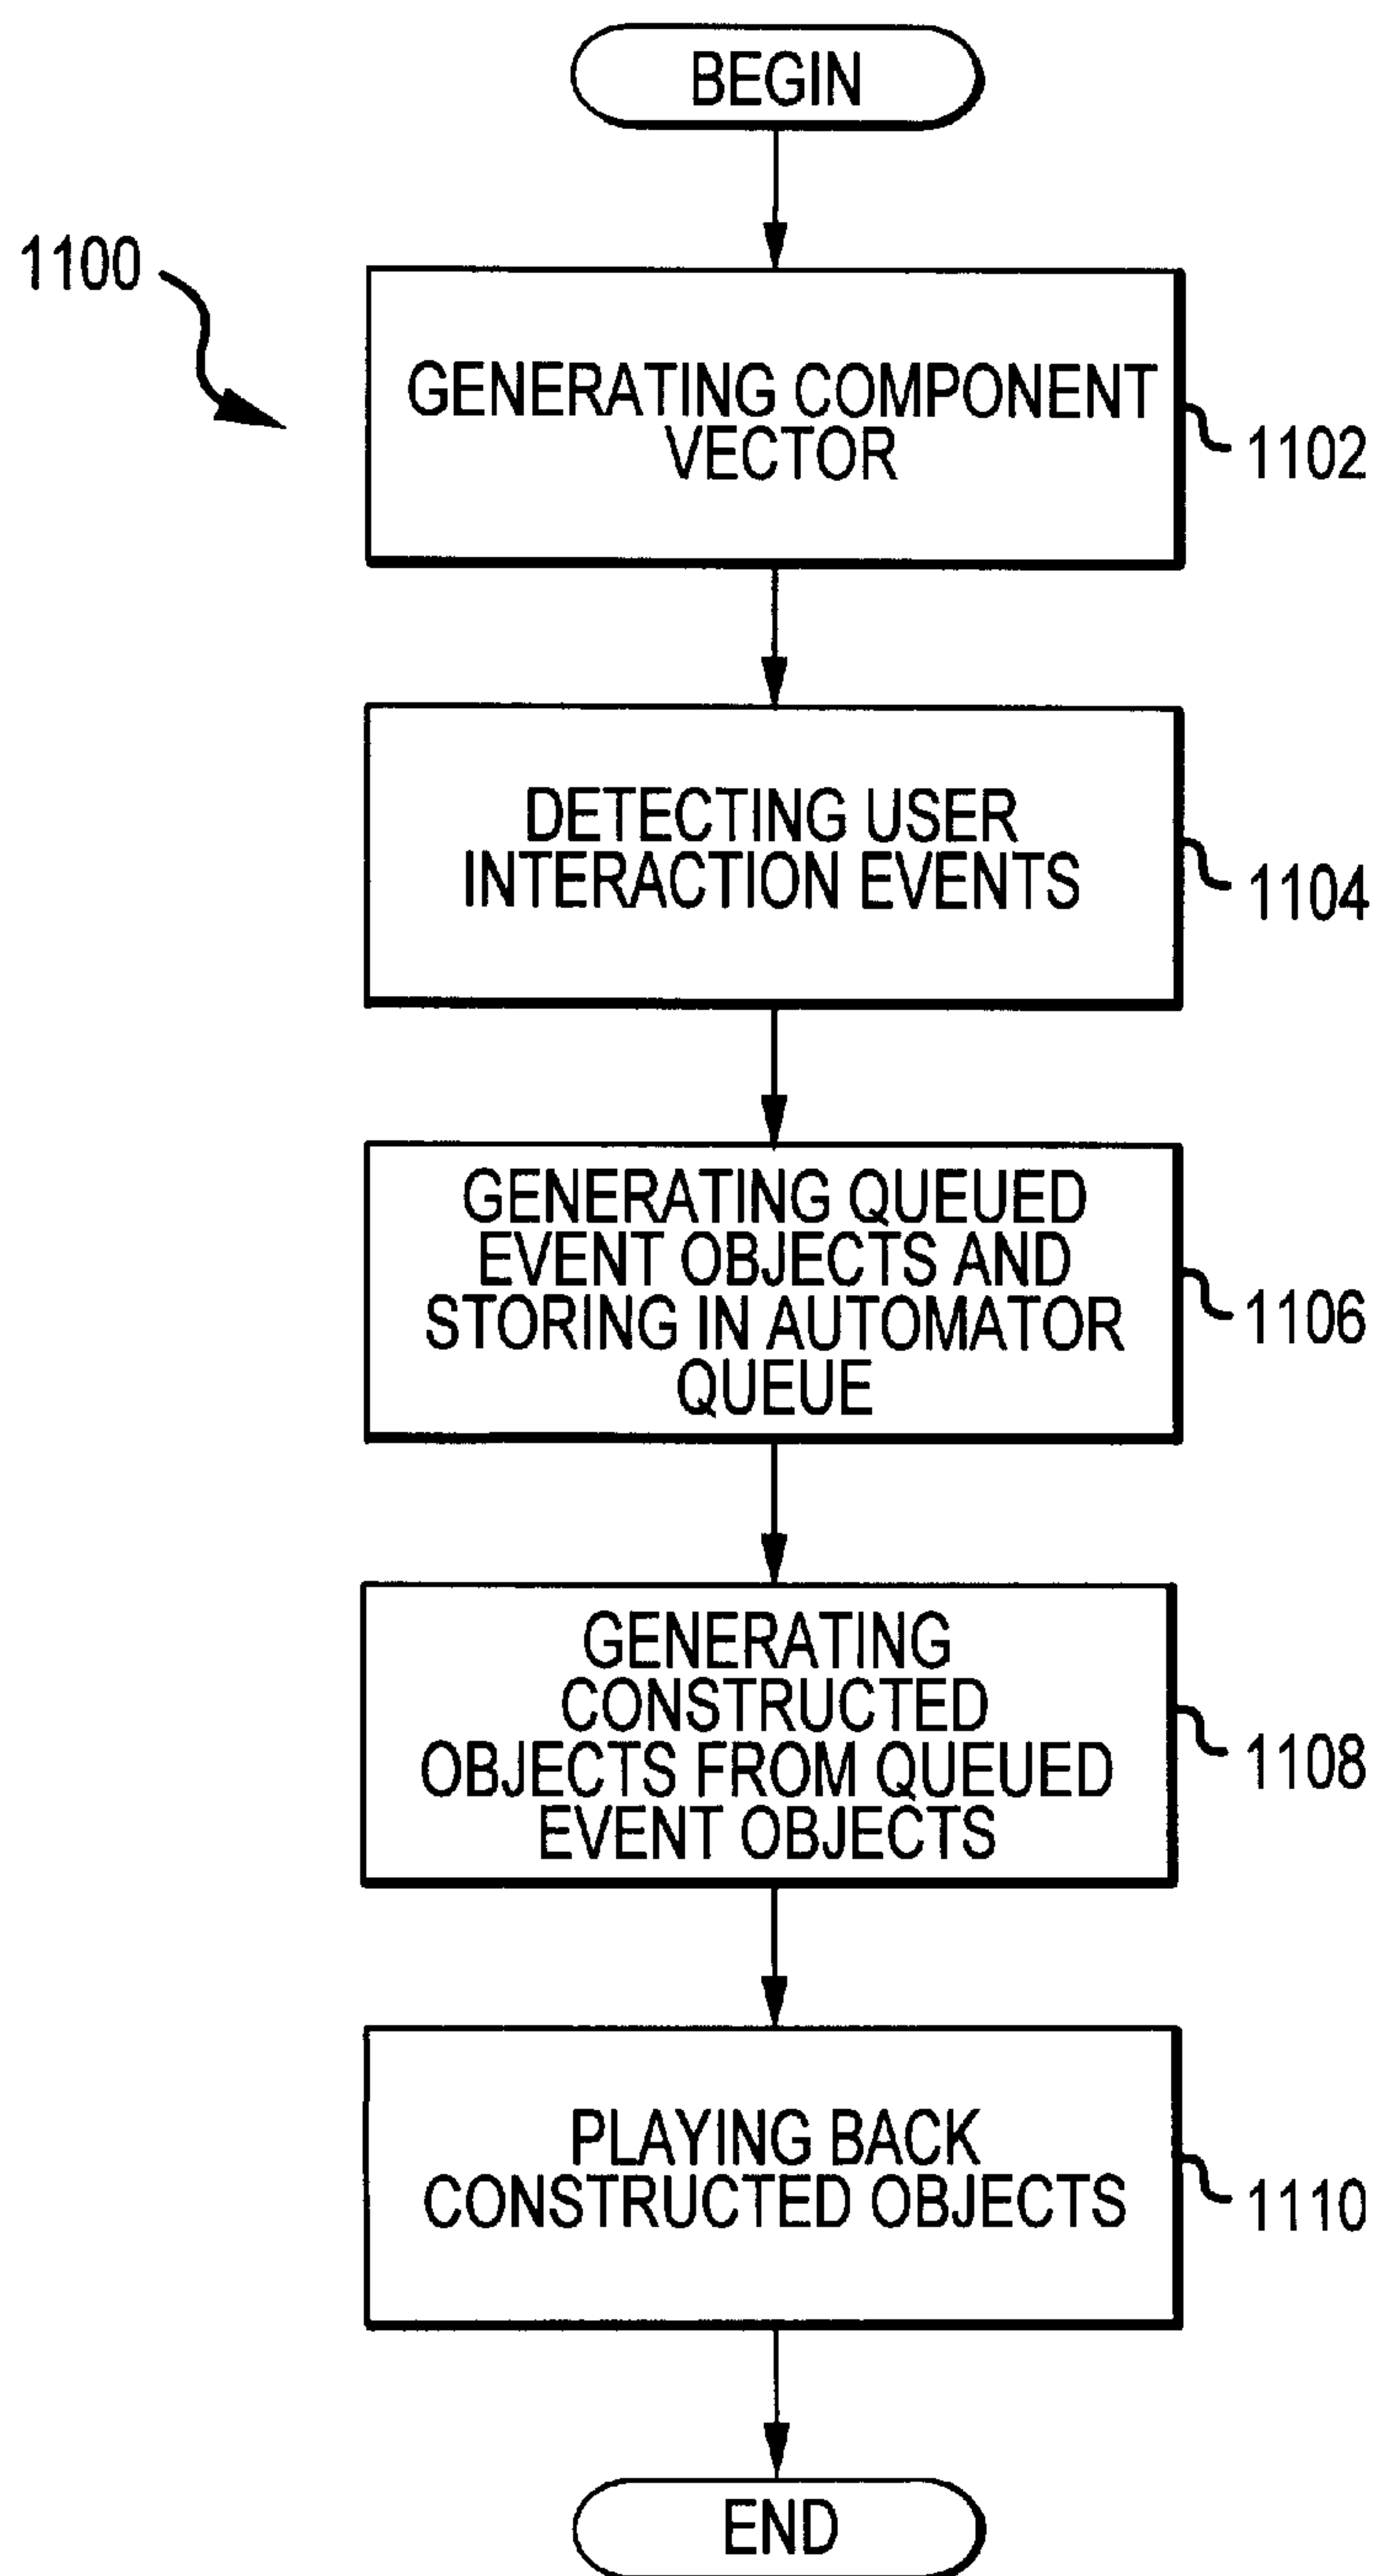 BEGIN
1100
GENERATING COMPONENT
VECTOR
1102
DETECTING USER
INTERACTION EVENTS
1104
GENERATING QUEUED
EVENT OBJECTS AND
STORING IN AUTOMATOR
QUEUE
1106
GENERATING
CONSTRUCTED
OBJECTS FROM QUEUED
EVENT OBJECTS
1108
PLAYING BACK
CONSTRUCTED OBJECTS
1110
END